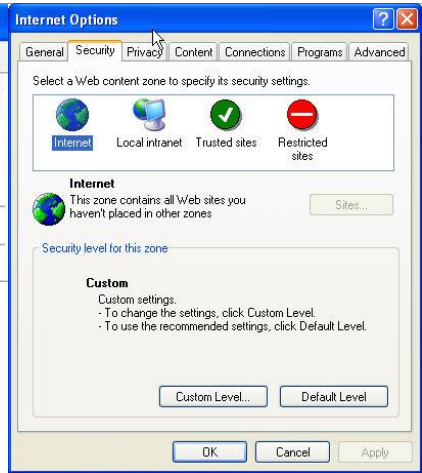 Internet Options
General Security Privacy Content Connections Programs Advanced
Select a Web content zone to specify its security settings.
Internet Local intranet Trusted sites Restricted sites
Internet
This zone contains all Web sites you
haven't placed in other zones
Sites...
Security level for this zone
Custom
Custom settings.
- To change the settings, click Custom Level.
- To use the recommended settings, click Default Level.
Custom Level... Default Level
OK Cancel Apply